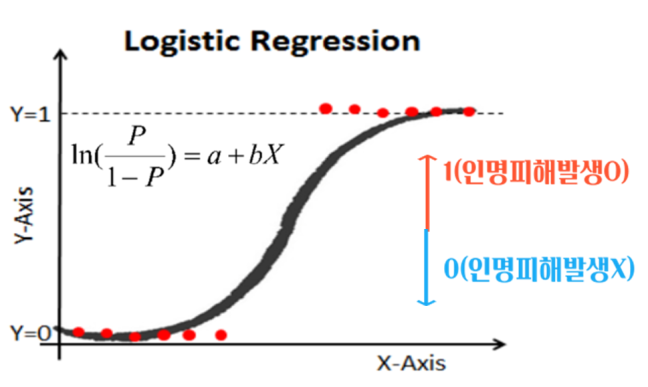 Logistic Regression
Y=1
ln(P/(1-P)) = a+bX
1(인명피해발생O)
Y-Axis
0(인명피해발생X)
Y=0
X-Axis